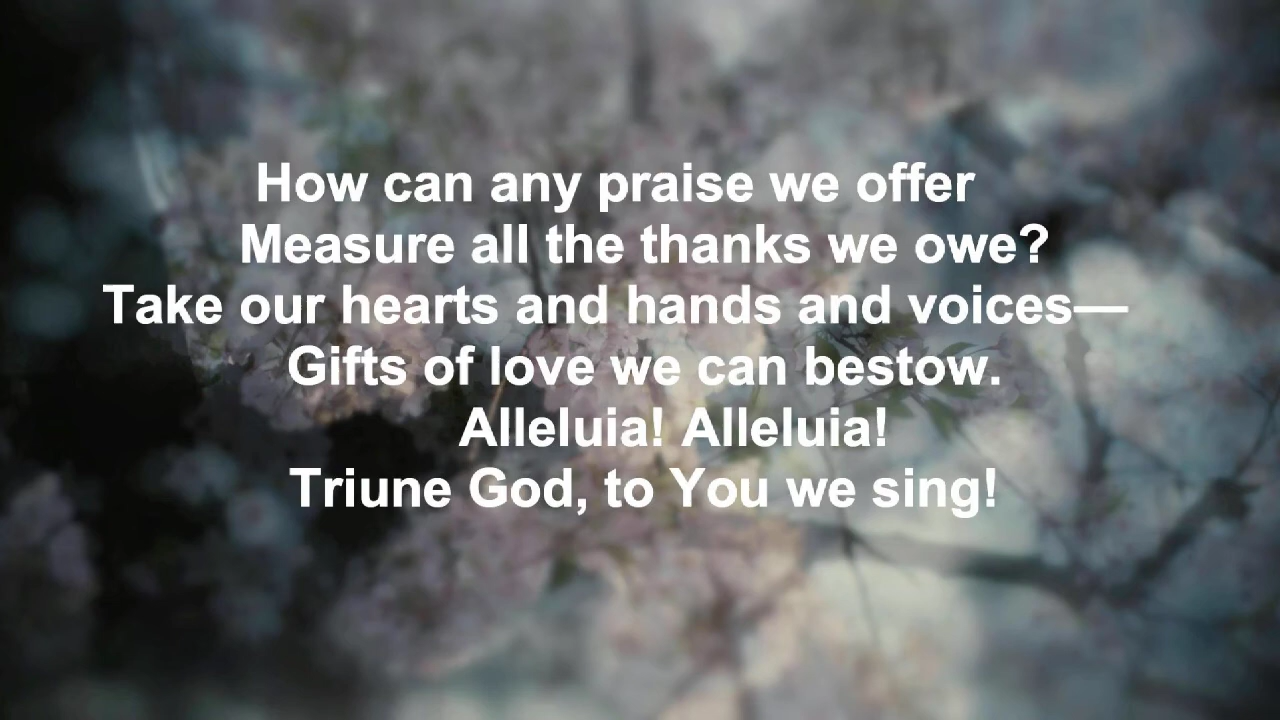 How can any praise we offer
Measure all the thanks we owe?
Take our hearts and hands and voices—
Gifts of love we can bestow.
Alleluia! Alleluia!
Triune God, to You we sing!